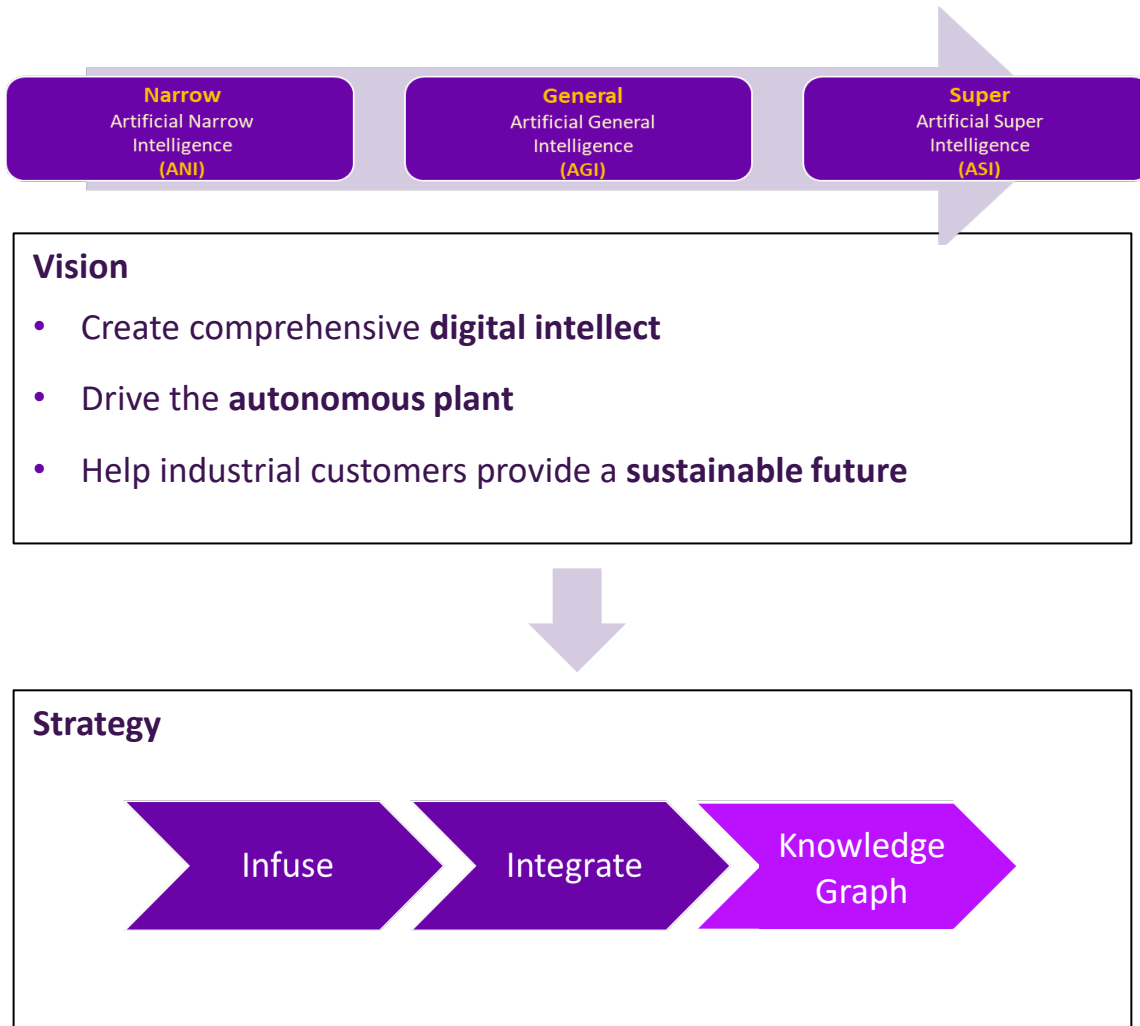 Narrow
Artificial Narrow
Intelligence
(ANI)
General
Artificial General
Intelligence
(AGI)
Super
Artificial Super
Intelligence
(ASI)
Vision
• Create comprehensive digital intellect
• Drive the autonomous plant
• Help industrial customers provide a sustainable future
Strategy
Infuse
Integrate
Knowledge
Graph